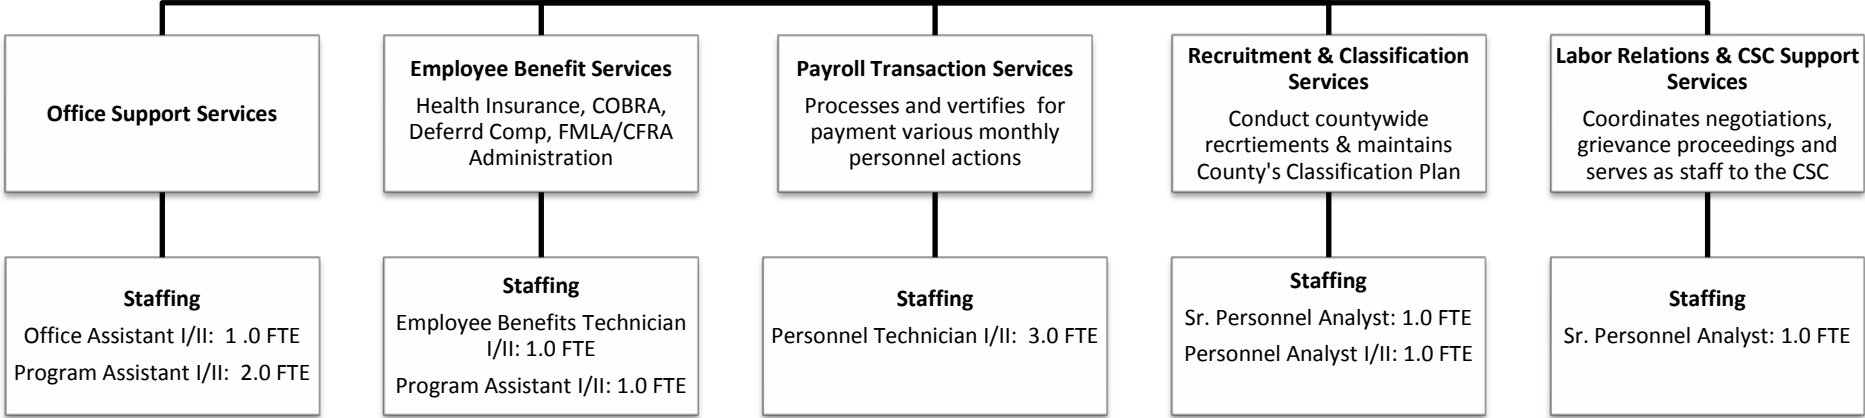 Office Support Services
Employee Benefit Services
Health Insurance, COBRA,
Deferrd Comp, FMLA/CFRA
Administration
Payroll Transaction Services
Processes and vertifies  for
payment various monthly
personnel actions
Recruitment & Classification
Services
Conduct countywide
recrtiements & maintains
County's Classification Plan
Labor Relations & CSC Support
Services
Coordinates negotiations,
grievance proceedings and
serves as staff to the CSC
Staffing
Office Assistant I/II:  1 .0 FTE
Program Assistant I/II:  2.0 FTE
Staffing
Employee Benefits Technician
I/II: 1.0 FTE
Program Assistant I/II: 1.0 FTE
Staffing
Personnel Technician I/II:  3.0 FTE
Staffing
Sr. Personnel Analyst: 1.0 FTE
Personnel Analyst I/II: 1.0 FTE
Staffing
Sr. Personnel Analyst: 1.0 FTE